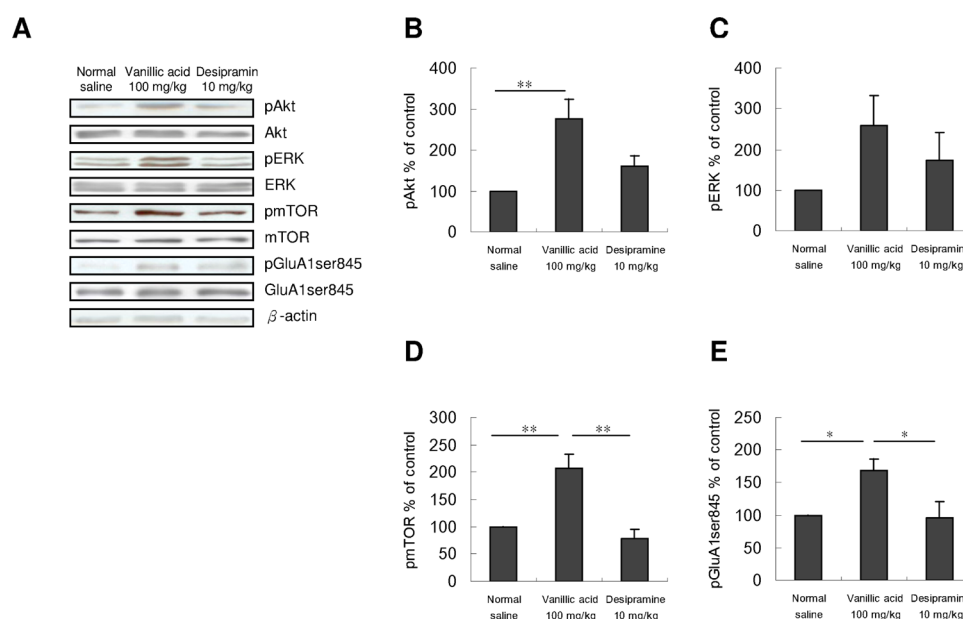 A
Normal saline
Vanillic acid 100 mg/kg
Desipramin 10 mg/kg
pAkt
Akt
pERK
ERK
pmTOR
mTOR
pGluA1ser845
GluA1ser845
β-actin
B
pAkt % of control
400
300
200
100
0
**
Normal saline
Vanillic acid 100 mg/kg
Desipramine 10 mg/kg
C
pERK % of control
400
300
200
100
0
Normal saline
Vanillic acid 100 mg/kg
Desipramine 10 mg/kg
D
pmTOR % of control
300
250
200
150
100
50
0
**
**
Normal saline
Vanillic acid 100 mg/kg
Desipramine 10 mg/kg
E
pGluA1ser845 % of control
250
200
150
100
50
0
*
*
Normal saline
Vanillic acid 100 mg/kg
Desipramine 10 mg/kg